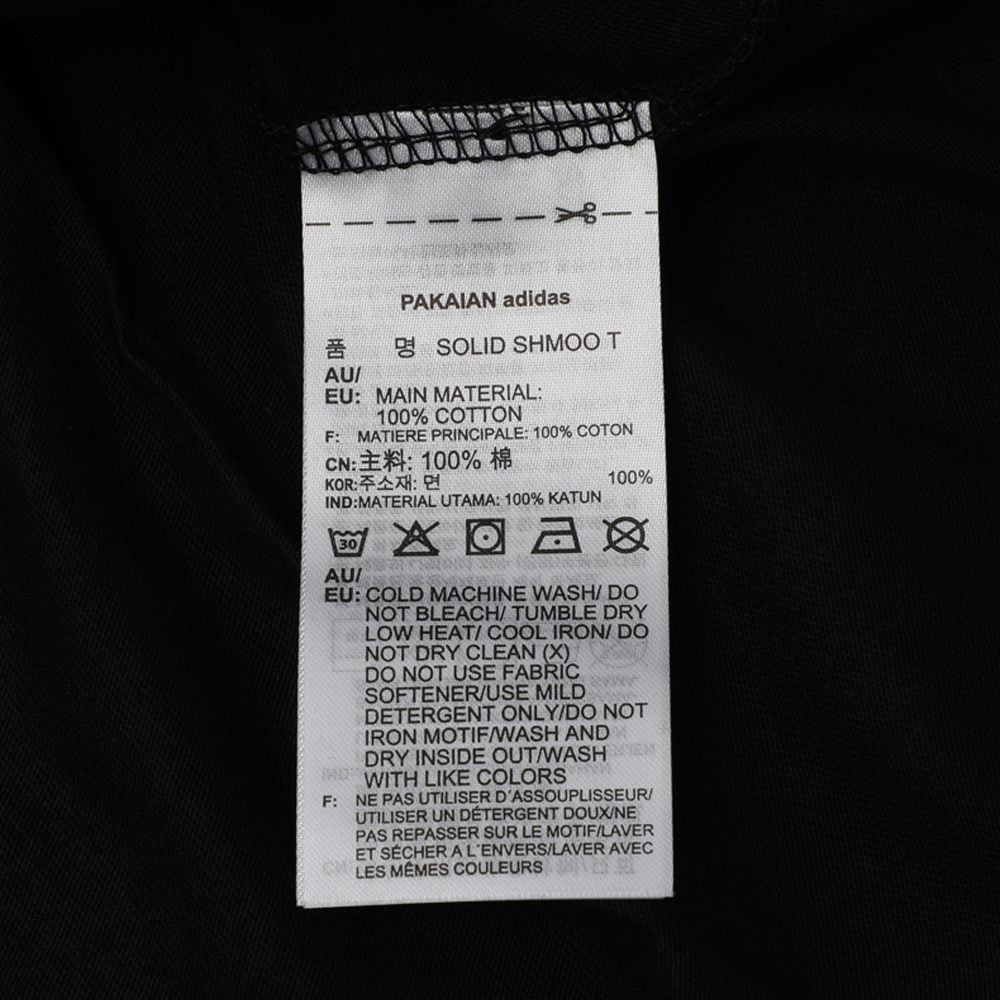 PAKAIAN adidas
품 명 SOLID SHMOO T
AU/
EU: MAIN MATERIAL:
100% COTTON
F: MATIERE PRINCIPALE: 100% COTON
CN:主料: 100% 棉
KOR:주소재: 면 100%
IND:MATERIAL UTAMA: 100% KATUN
30
AU/
EU: COLD MACHINE WASH/ DO
NOT BLEACH/ TUMBLE DRY
LOW HEAT/ COOL IRON/ DO
NOT DRY CLEAN (X)
DO NOT USE FABRIC
SOFTENER/USE MILD
DETERGENT ONLY/DO NOT
IRON MOTIF/WASH AND
DRY INSIDE OUT/WASH
WITH LIKE COLORS
F: NE PAS UTILISER D´ASSOUPLISSEUR/
UTILISER UN DÉTERGENT DOUX/NE
PAS REPASSER SUR LE MOTIF/LAVER
ET SÉCHER A L´ENVERS/LAVER AVEC
LES MÊMES COULEURS